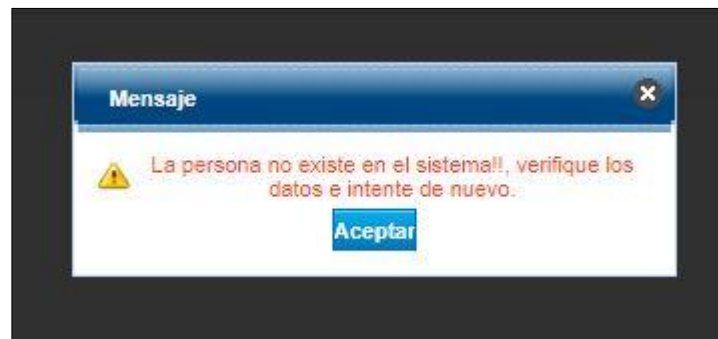 Mensaje
La persona no existe en el sistema!!, verifique los
datos e intente de nuevo.
Aceptar